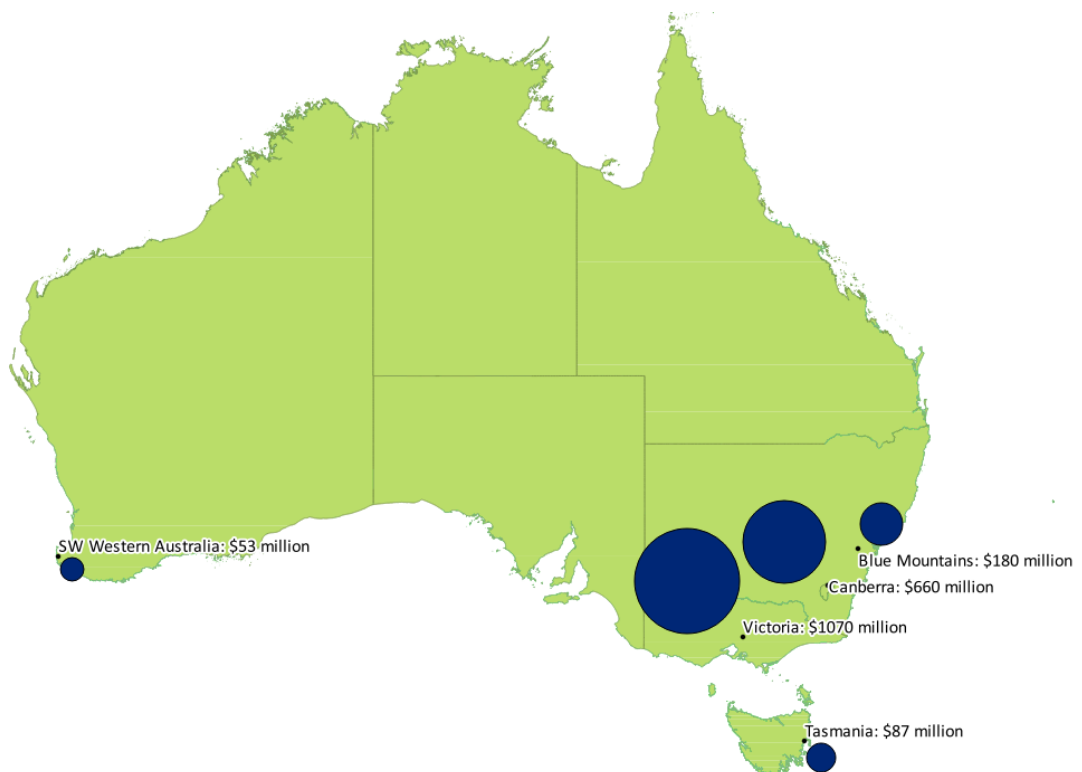 SW Western Australia: $53 million
Blue Mountains: $180 million
Canberra: $660 million
Victoria: $1070 million
Tasmania: $87 million